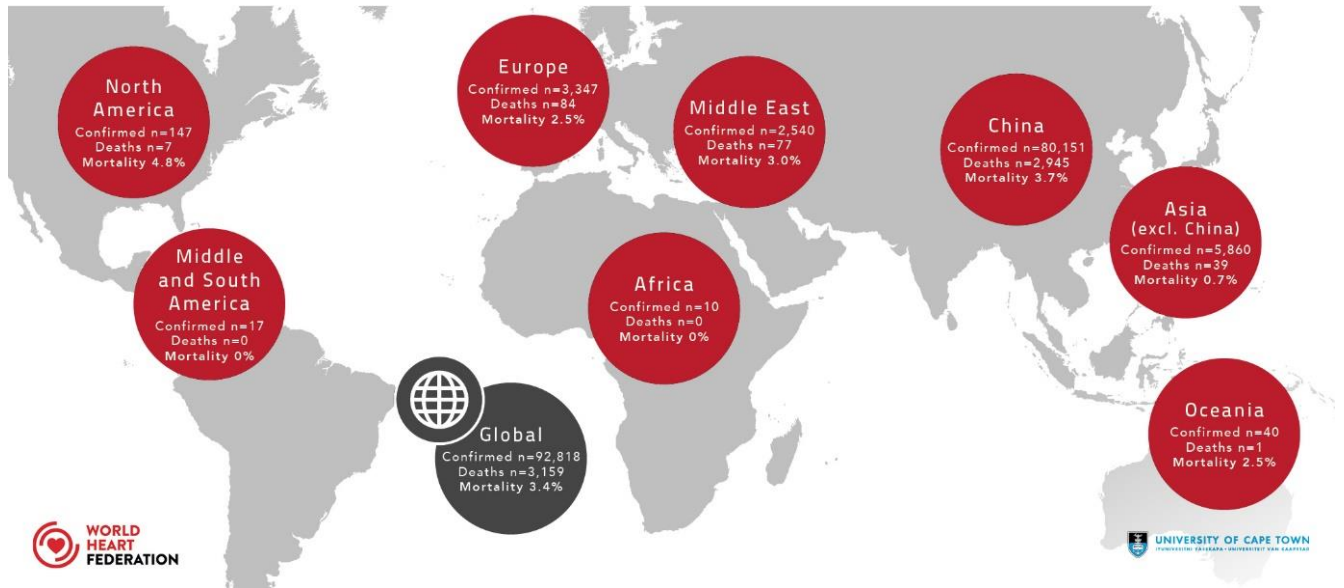 North
America
Confirmed n=147
Deaths n=7
Mortality 4.8%
Europe
Confirmed n=3,347
Deaths n=84
Mortality 2.5%
Middle East
Confirmed n=2,540
Deaths n=77
Mortality 3.0%
China
Confirmed n=80,151
Deaths n=2,945
Mortality 3.7%
Asia
(excl. China)
Confirmed n=5,860
Deaths n=39
Mortality 0.7%
Middle
and South
America
Confirmed n=17
Deaths n=0
Mortality 0%
Africa
Confirmed n=10
Deaths n=0
Mortality 0%
Global
Confirmed n=92,818
Deaths n=3,159
Mortality 3.4%
Oceania
Confirmed n=40
Deaths n=1
Mortality 2.5%
WORLD
HEART
FEDERATION
UNIVERSITY OF CAPE TOWN